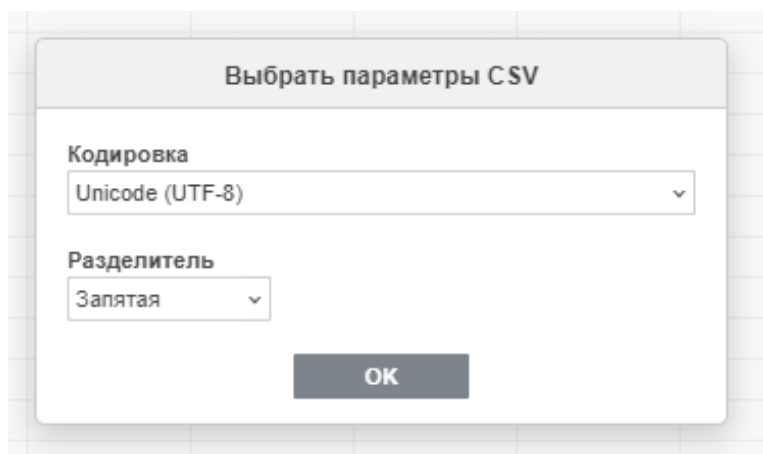 Выбрать параметры CSV
Кодировка
Unicode (UTF-8)
Разделитель
Запятая
OK